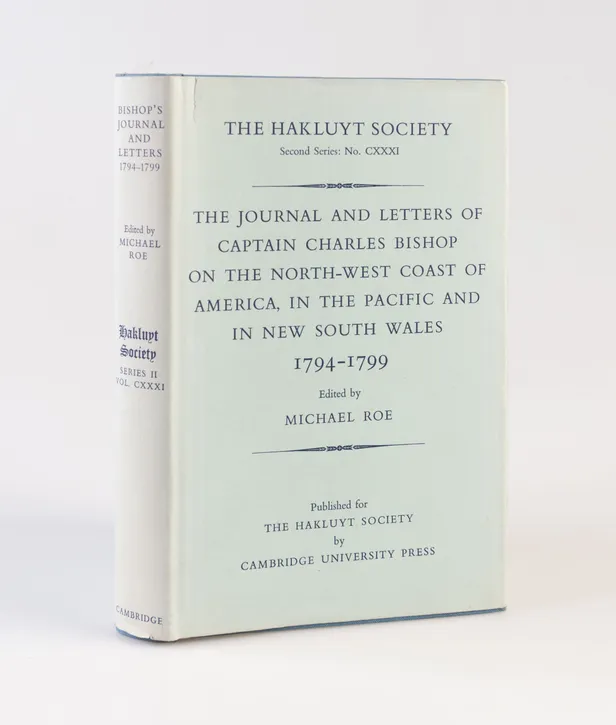 BISHOP'S
JOURNAL
AND
LETTERS
1794–1799
Edited by
MICHAEL
ROE
Hakluyt
Society
SERIES II
VOL. CXXXI
CAMBRIDGE
THE HAKLUYT SOCIETY
Second Series: No. CXXXI
THE JOURNAL AND LETTERS OF
CAPTAIN CHARLES BISHOP
ON THE NORTH-WEST COAST OF
AMERICA, IN THE PACIFIC AND
IN NEW SOUTH WALES
1794–1799
Edited by
MICHAEL ROE
Published for
THE HAKLUYT SOCIETY
by
CAMBRIDGE UNIVERSITY PRESS